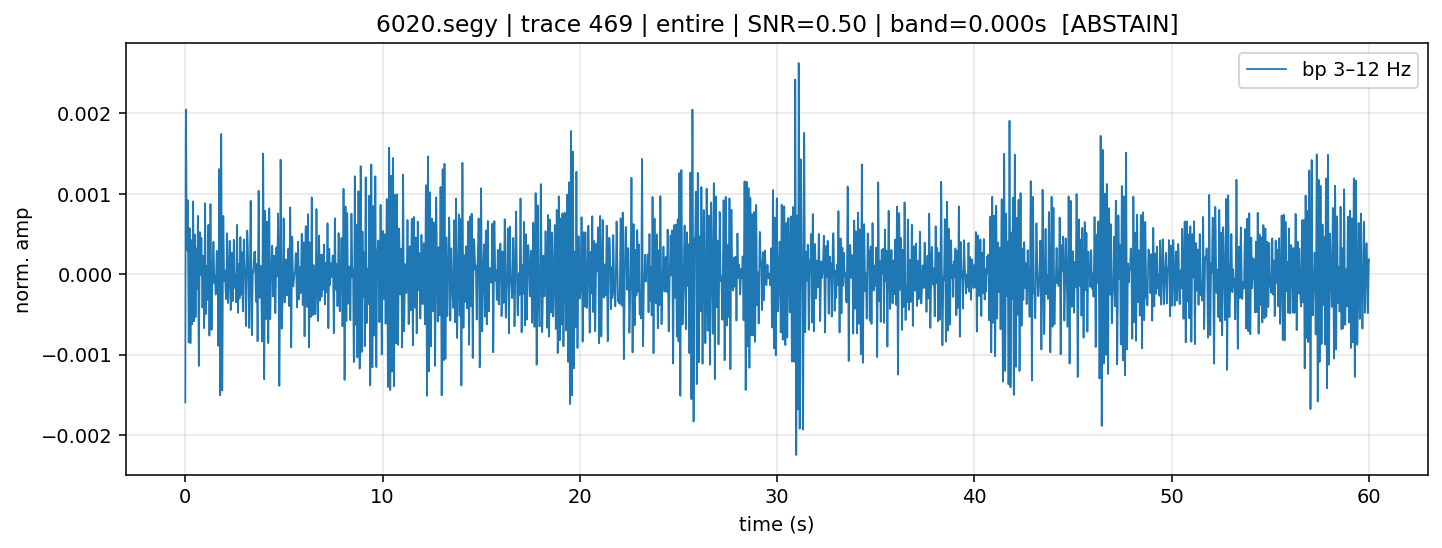 6020.segy | trace 469 | entire | SNR=0.50 | band=0.000s [ABSTAIN]
bp 3–12 Hz
norm. amp
0.002
0.001
0.000
−0.001
−0.002
0 10 20 30 40 50 60
time (s)